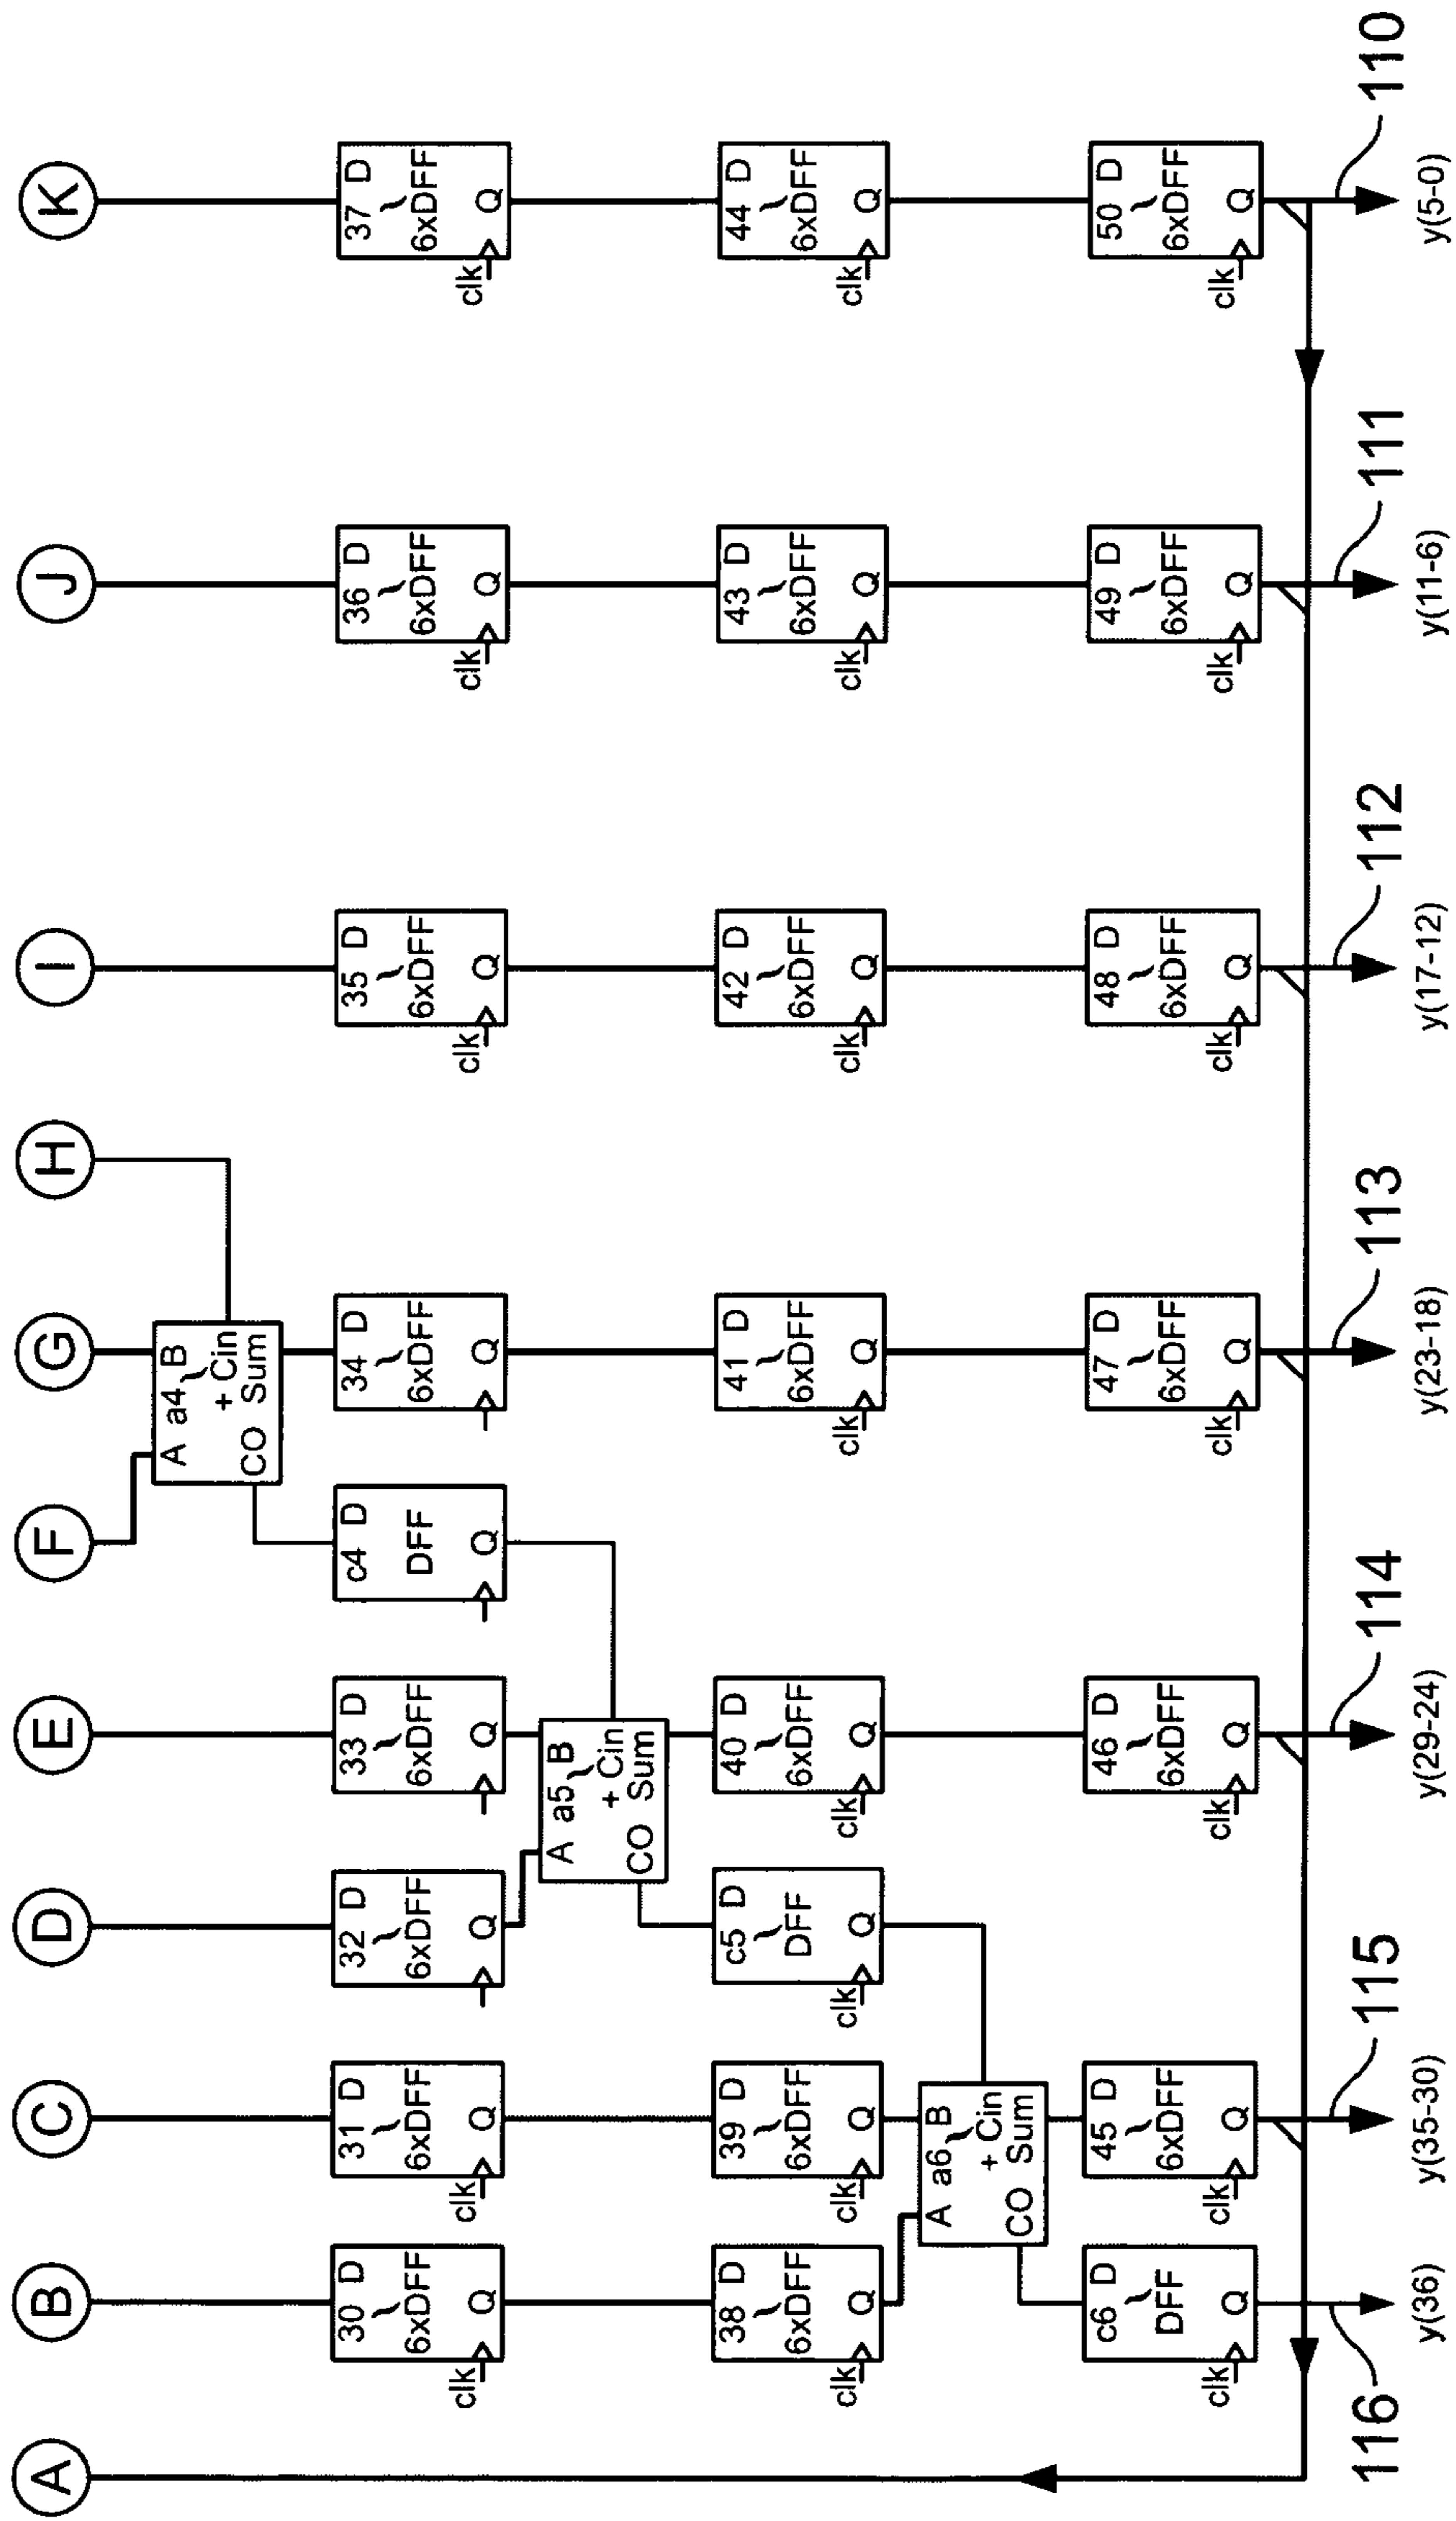 A
B
C
D
E
F
G
H
I
J
K
A a4 B
+ Cin
CO Sum
30 D
6xDFF
Q
clk
31 D
6xDFF
Q
clk
32 D
6xDFF
Q
33 D
6xDFF
Q
c4 D
DFF
Q
34 D
6xDFF
Q
35 D
6xDFF
Q
clk
36 D
6xDFF
Q
clk
37 D
6xDFF
Q
clk
A a5 B
+ Cin
CO Sum
38 D
6xDFF
Q
clk
39 D
6xDFF
Q
clk
c5 D
DFF
Q
clk
40 D
6xDFF
Q
clk
41 D
6xDFF
Q
clk
42 D
6xDFF
Q
clk
43 D
6xDFF
Q
clk
44 D
6xDFF
Q
clk
A a6 B
+ Cin
CO Sum
c6 D
DFF
Q
clk
45 D
6xDFF
Q
clk
46 D
6xDFF
Q
clk
47 D
6xDFF
Q
clk
48 D
6xDFF
Q
clk
49 D
6xDFF
Q
clk
50 D
6xDFF
Q
clk
116
115
114
113
112
111
110
y(36)
y(35-30)
y(29-24)
y(23-18)
y(17-12)
y(11-6)
y(5-0)